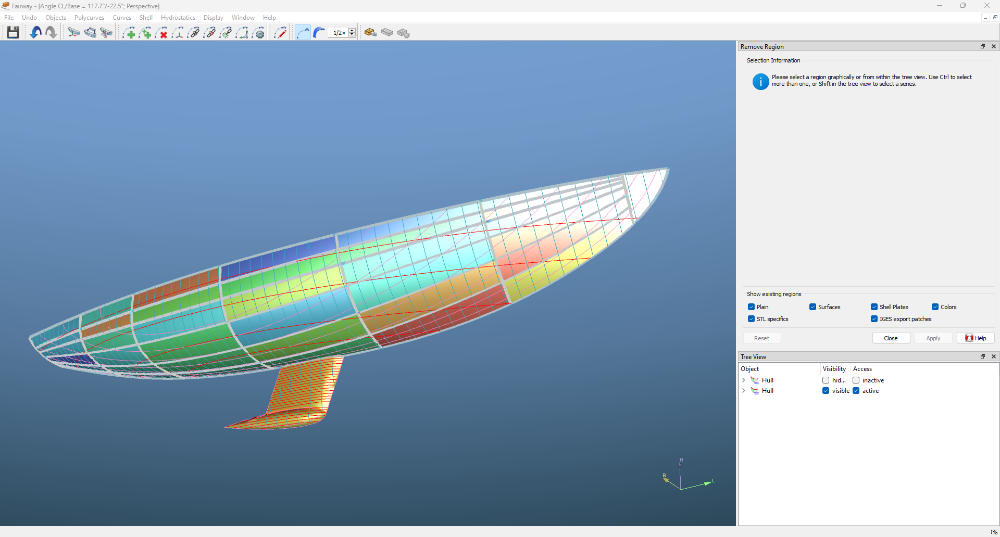 Fairway - [Angle CL/Base = 117.7°/-22.5°; Perspective]
File Undo Objects Polycurves Curves Shell Hydrostatics Display Window Help
1/2×
Remove Region
Selection Information
i
Please select a region graphically or from within the tree view. Use Ctrl to select
more than one, or Shift in the tree view to select a series.
Show existing regions
Plain Surfaces Shell Plates Colors
STL specifics IGES export patches
Reset Close Apply Help
Tree View
Object Visibility Access
Hull hid... inactive
Hull visible active
H
B
L